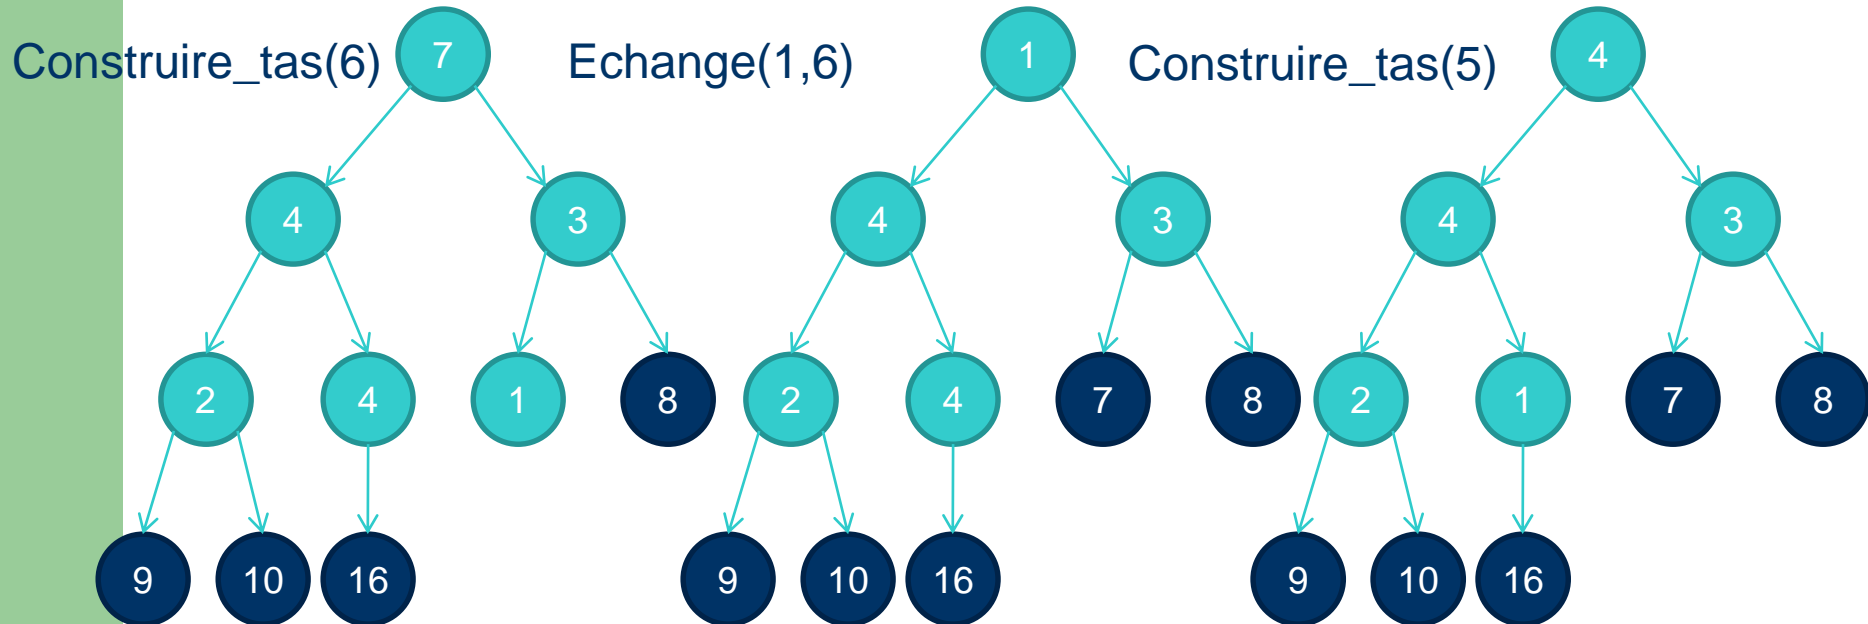 Construire_tas(6) 7 Echange(1,6) 1 Construire_tas(5) 4
4 3 4 3 4 3
2 4 1 8 2 4 7 8 2 1 7 8
9 10 16 9 10 16 9 10 16